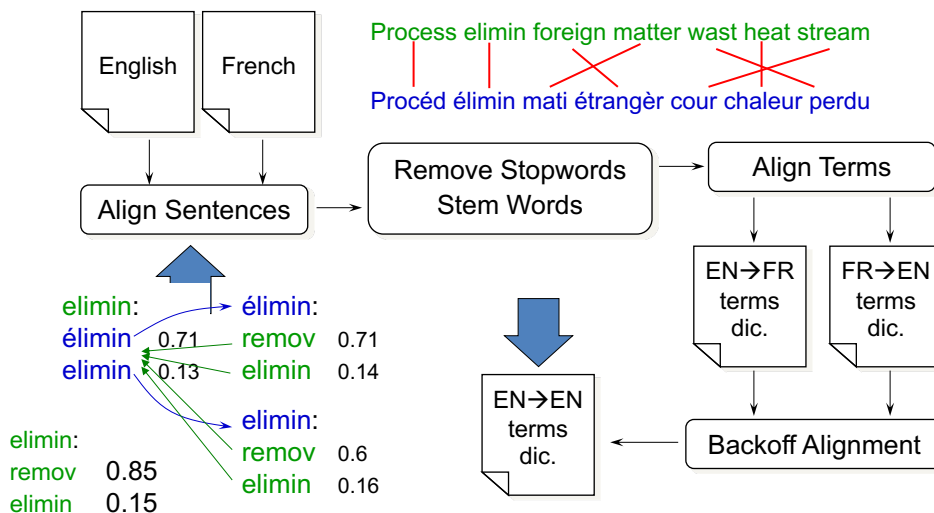 English
French
Process elimin foreign matter wast heat stream
Procéd élimin mati étrangèr cour chaleur perdu
Align Sentences
Remove Stopwords
Stem Words
Align Terms
EN→FR
terms
dic.
FR→EN
terms
dic.
Backoff Alignment
EN→EN
terms
dic.
elimin:
élimin 0.71
elimin 0.13
élimin:
remov 0.71
elimin 0.14
elimin:
remov 0.6
elimin 0.16
elimin:
remov 0.85
elimin 0.15